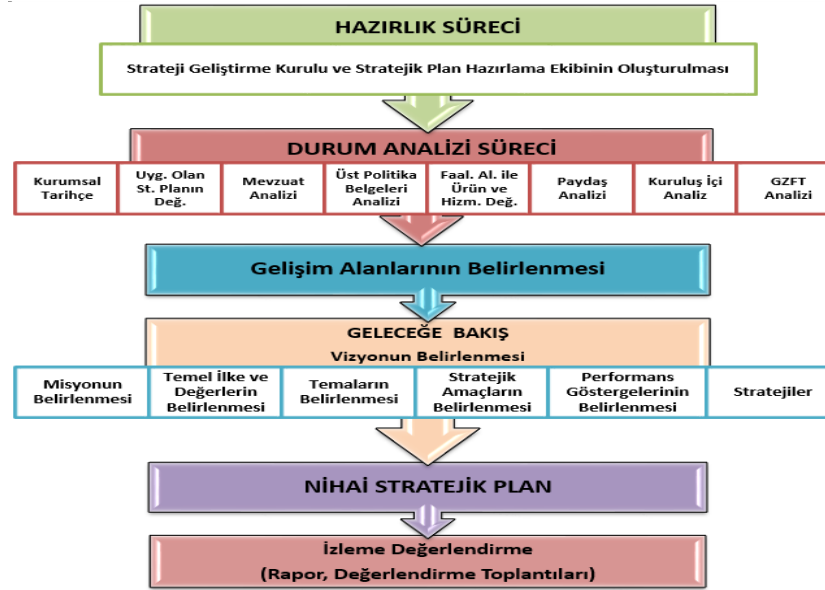 HAZIRLIK SÜRECİ
Strateji Geliştirme Kurulu ve Stratejik Plan Hazırlama Ekibinin Oluşturulması
DURUM ANALİZİ SÜRECİ
Kurumsal
Tarihçe
Uyg. Olan
St. Planın
Değ.
Mevzuat
Analizi
Üst Politika
Belgeleri
Analizi
Faal. Al. ile
Ürün ve
Hizm. Değ.
Paydaş
Analizi
Kuruluş İçi
Analiz
GZFT
Analizi
Gelişim Alanlarının Belirlenmesi
GELECEĞE BAKIŞ
Vizyonun Belirlenmesi
Misyonun
Belirlenmesi
Temel İlke ve
Değerlerin
Belirlenmesi
Temaların
Belirlenmesi
Stratejik
Amaçların
Belirlenmesi
Performans
Göstergelerinin
Belirlenmesi
Stratejiler
NİHAİ STRATEJİK PLAN
İzleme Değerlendirme
(Rapor, Değerlendirme Toplantıları)